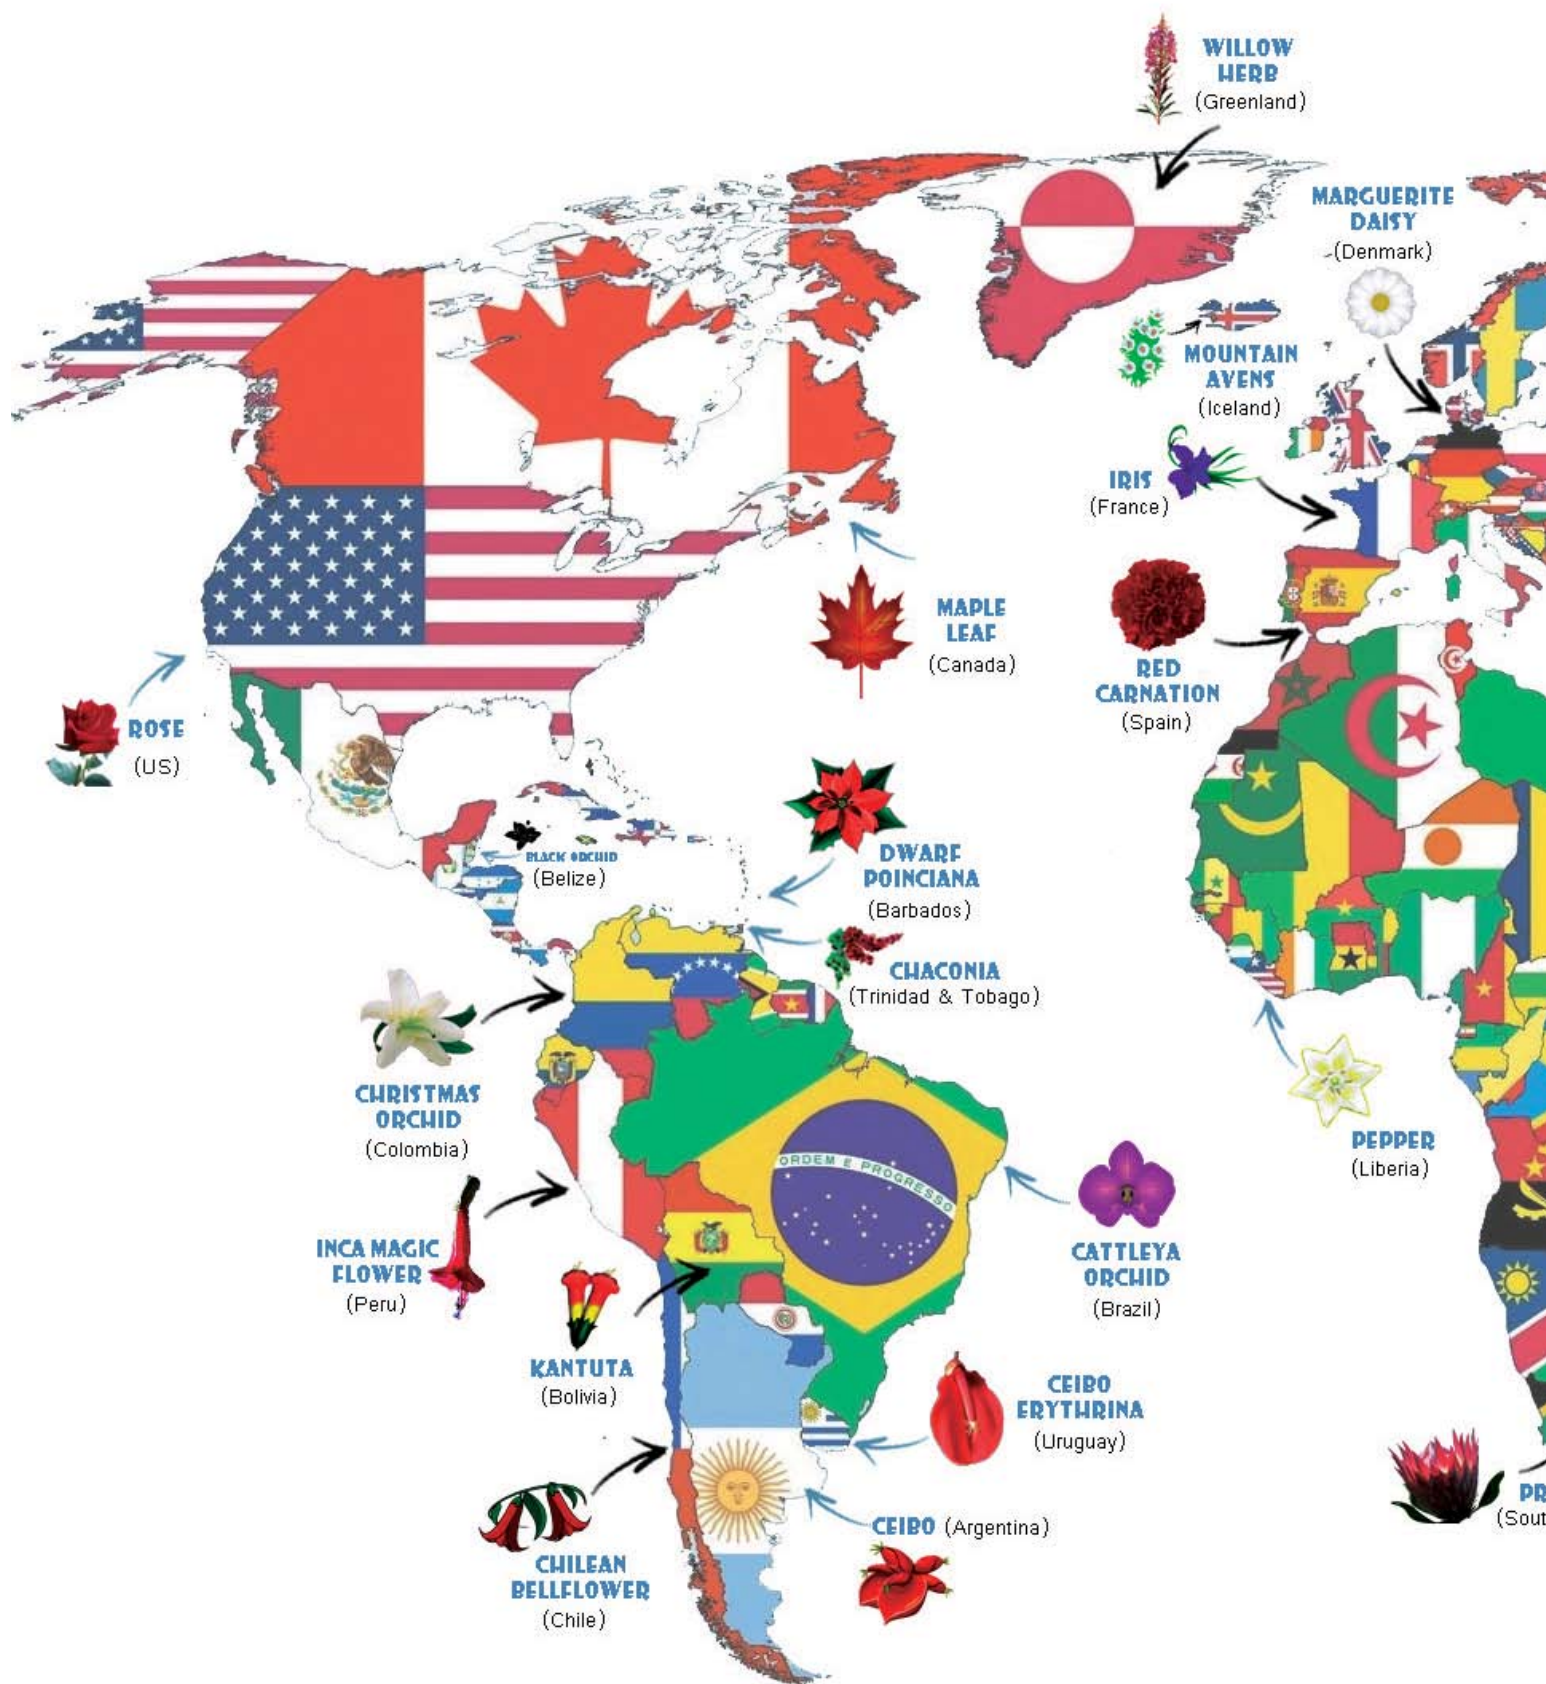 WILLOW
HERB
(Greenland)
MARGUERITE
DAISY
(Denmark)
MOUNTAIN
AVENS
(Iceland)
IRIS
(France)
MAPLE
LEAF
(Canada)
RED
CARNATION
(Spain)
ROSE
(US)
BLACK ORCHID
(Belize)
DWARF
POINCIANA
(Barbados)
CHACONIA
(Trinidad & Tobago)
CHRISTMAS
ORCHID
(Colombia)
ORDEM E PROGRESSO
PEPPER
(Liberia)
INCA MAGIC
FLOWER
(Peru)
CATTLEYA
ORCHID
(Brazil)
KANTUTA
(Bolivia)
CEIBO
ERYTHRINA
(Uruguay)
CEIBO (Argentina)
CHILEAN
BELLFLOWER
(Chile)
PR
(Sout